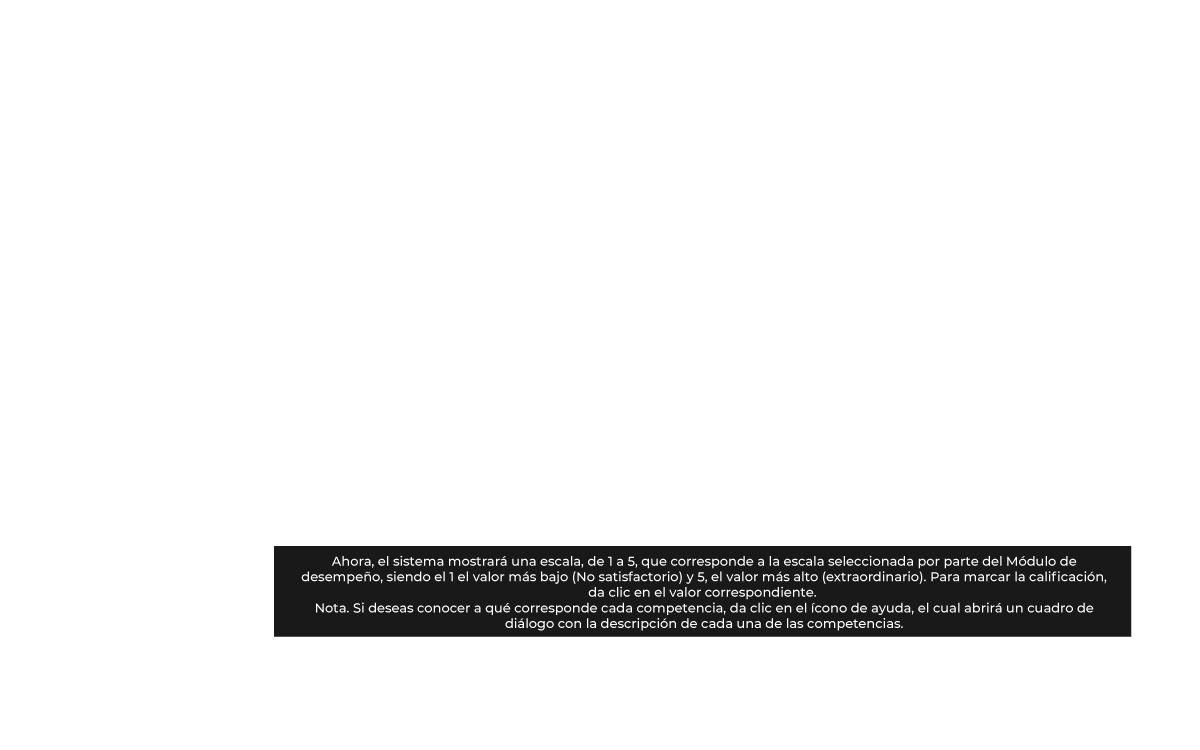 Ahora, el sistema mostrará una escala, de 1 a 5, que corresponde a la escala seleccionada por parte del Módulo de
desempeño, siendo el 1 el valor más bajo (No satisfactorio) y 5, el valor más alto (extraordinario). Para marcar la calificación,
da clic en el valor correspondiente.
Nota. Si deseas conocer a qué corresponde cada competencia, da clic en el ícono de ayuda, el cual abrirá un cuadro de
diálogo con la descripción de cada una de las competencias.